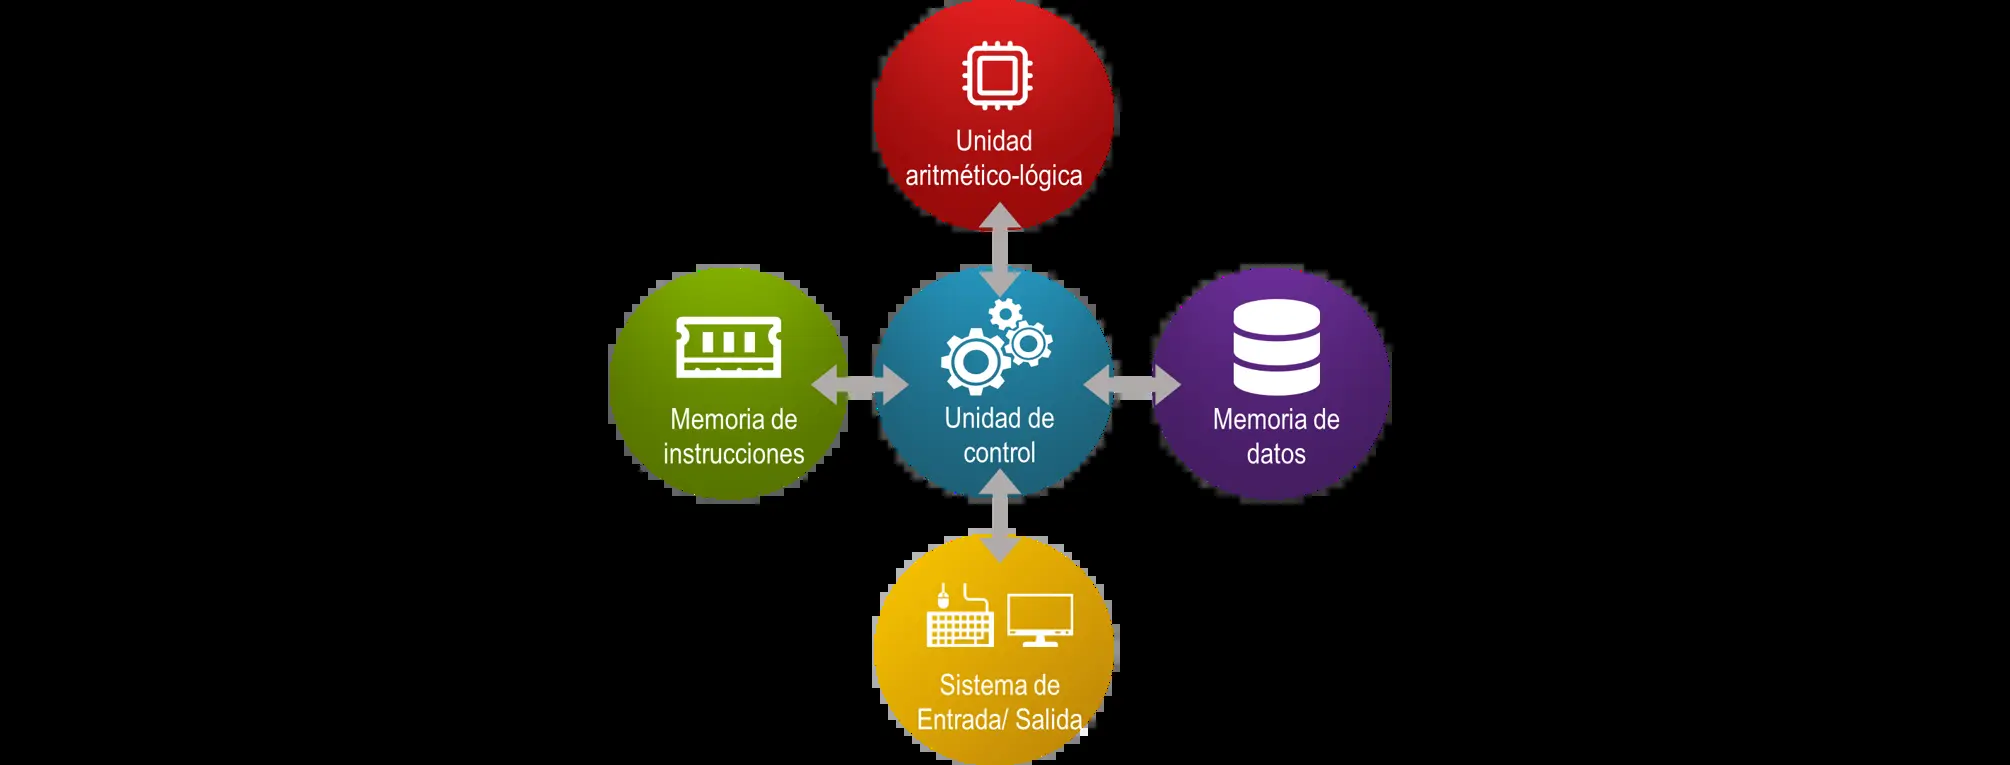 Unidad
aritmético-lógica
Memoria de
instrucciones
Unidad de
control
Memoria de
datos
Sistema de
Entrada/ Salida